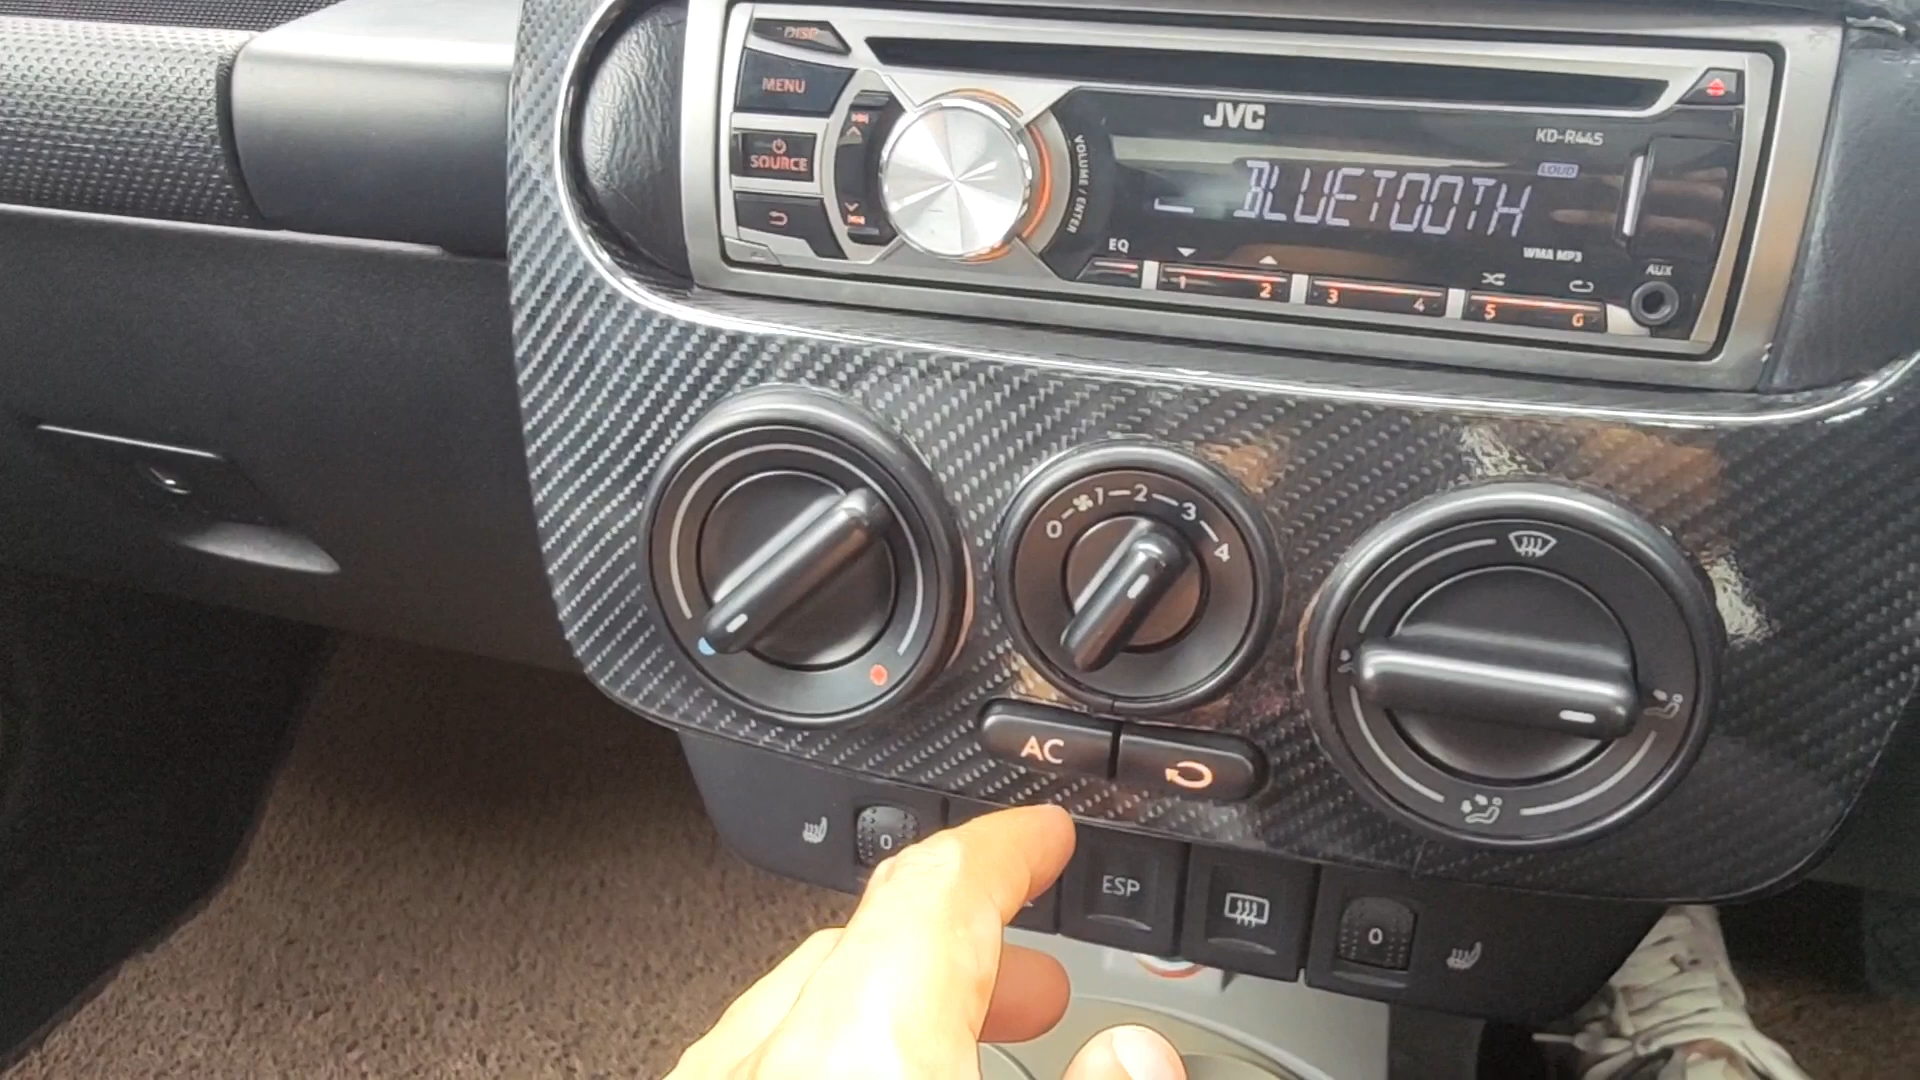 DISP
MENU
SOURCE
JVC
KD-R445
LOUD
BLUETOOTH
VOLUME / ENTER
WMA MP3
EQ
AUX
1 2 3 4 5 6
0 1 2 3 4
AC
0
ESP
0